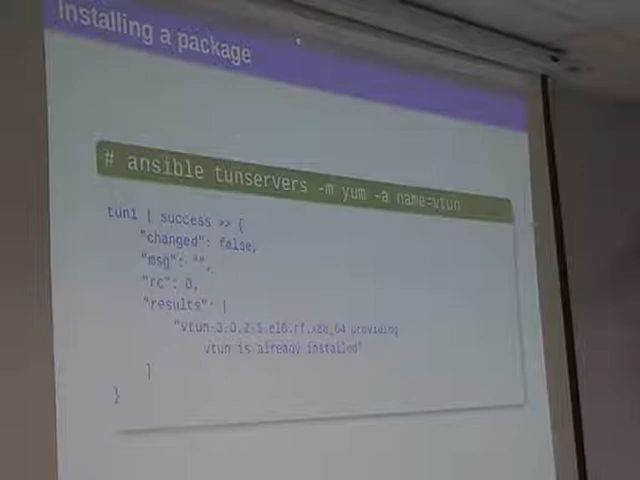 Installing a package
# ansible tunservers -m yum -a name=vtun
tun1 | success >> {
"changed": false,
"msg": "",
"rc": 0,
"results": [
"vtun-3.0.2-5.el6.rf.x86_64 providing
vtun is already installed"
]
}